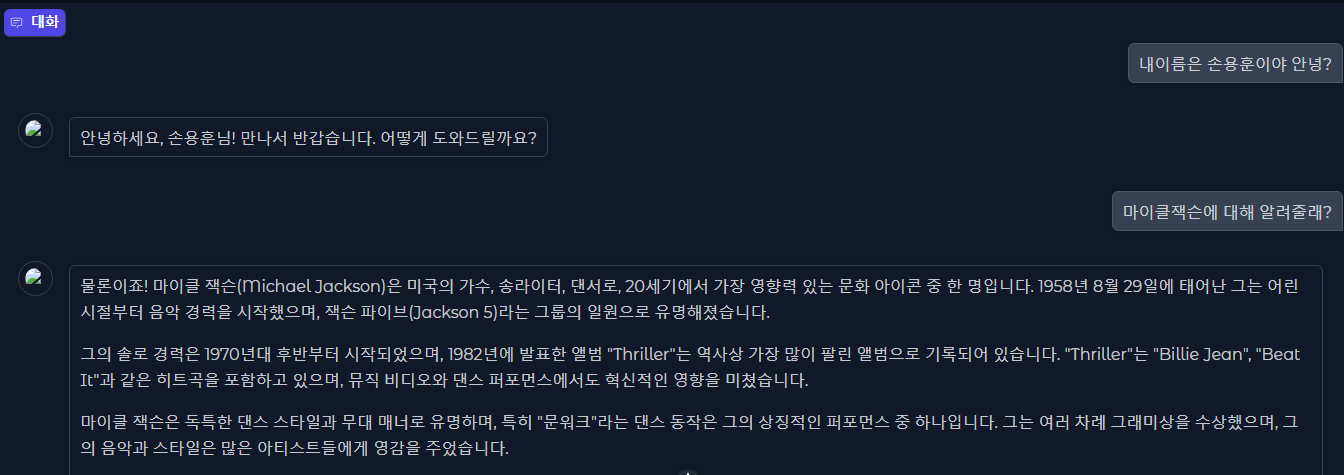 대화
내이름은 손용훈이야 안녕?
안녕하세요, 손용훈님! 만나서 반갑습니다. 어떻게 도와드릴까요?
마이클잭슨에 대해 알려줄래?
물론이죠! 마이클 잭슨(Michael Jackson)은 미국의 가수, 송라이터, 댄서로, 20세기에서 가장 영향력 있는 문화 아이콘 중 한 명입니다. 1958년 8월 29일에 태어난 그는 어린
시절부터 음악 경력을 시작했으며, 잭슨 파이브(Jackson 5)라는 그룹의 일원으로 유명해졌습니다.
그의 솔로 경력은 1970년대 후반부터 시작되었으며, 1982년에 발표한 앨범 "Thriller"는 역사상 가장 많이 팔린 앨범으로 기록되어 있습니다. "Thriller"는 "Billie Jean", "Beat
It"과 같은 히트곡을 포함하고 있으며, 뮤직 비디오와 댄스 퍼포먼스에서도 혁신적인 영향을 미쳤습니다.
마이클 잭슨은 독특한 댄스 스타일과 무대 매너로 유명하며, 특히 "문워크"라는 댄스 동작은 그의 상징적인 퍼포먼스 중 하나입니다. 그는 여러 차례 그래미상을 수상했으며, 그
의 음악과 스타일은 많은 아티스트들에게 영감을 주었습니다.